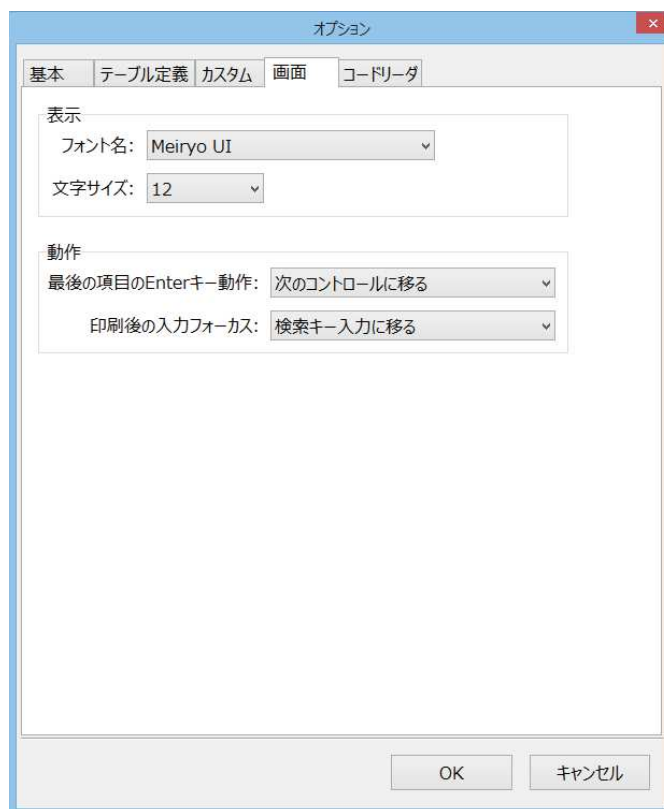 オプション
基本 テーブル定義 カスタム 画面 コードリーダ
表示
フォント名: Meiryo UI
文字サイズ: 12
動作
最後の項目のEnterキー動作: 次のコントロールに移る
印刷後の入力フォーカス: 検索キー入力に移る
OK キャンセル